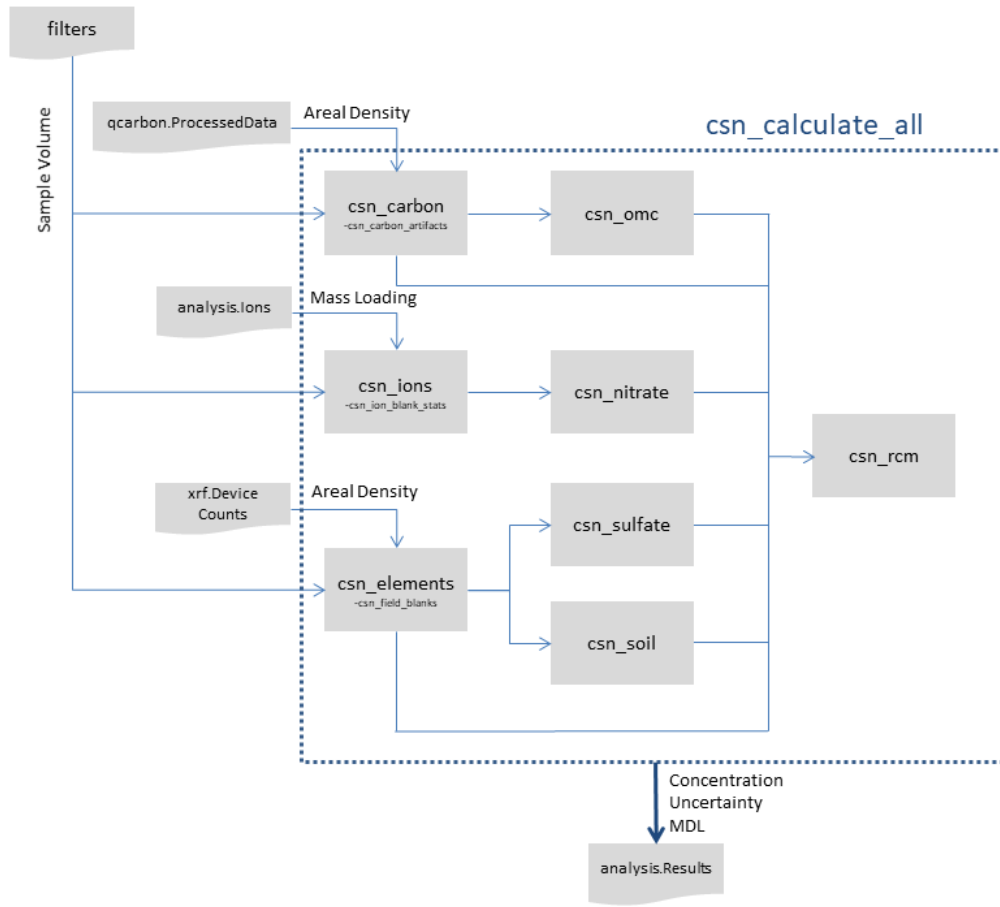 filters
Sample Volume
qcarbon.ProcessedData
Areal Density
csn_calculate_all
csn_carbon
-csn_carbon_artifacts
csn_omc
analysis.Ions
Mass Loading
csn_ions
-csn_ion_blank_stats
csn_nitrate
csn_rcm
xrf.Device
Counts
Areal Density
csn_sulfate
csn_elements
-csn_field_blanks
csn_soil
Concentration
Uncertainty
MDL
analysis.Results